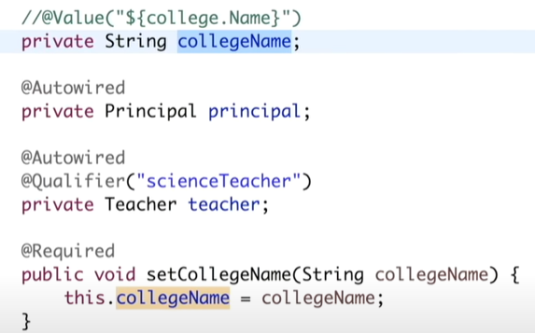 //@Value("${college.Name}")
private String collegeName;
@Autowired
private Principal principal;
@Autowired
@Qualifier("scienceTeacher")
private Teacher teacher;
@Required
public void setCollegeName(String collegeName) {
this.collegeName = collegeName;
}